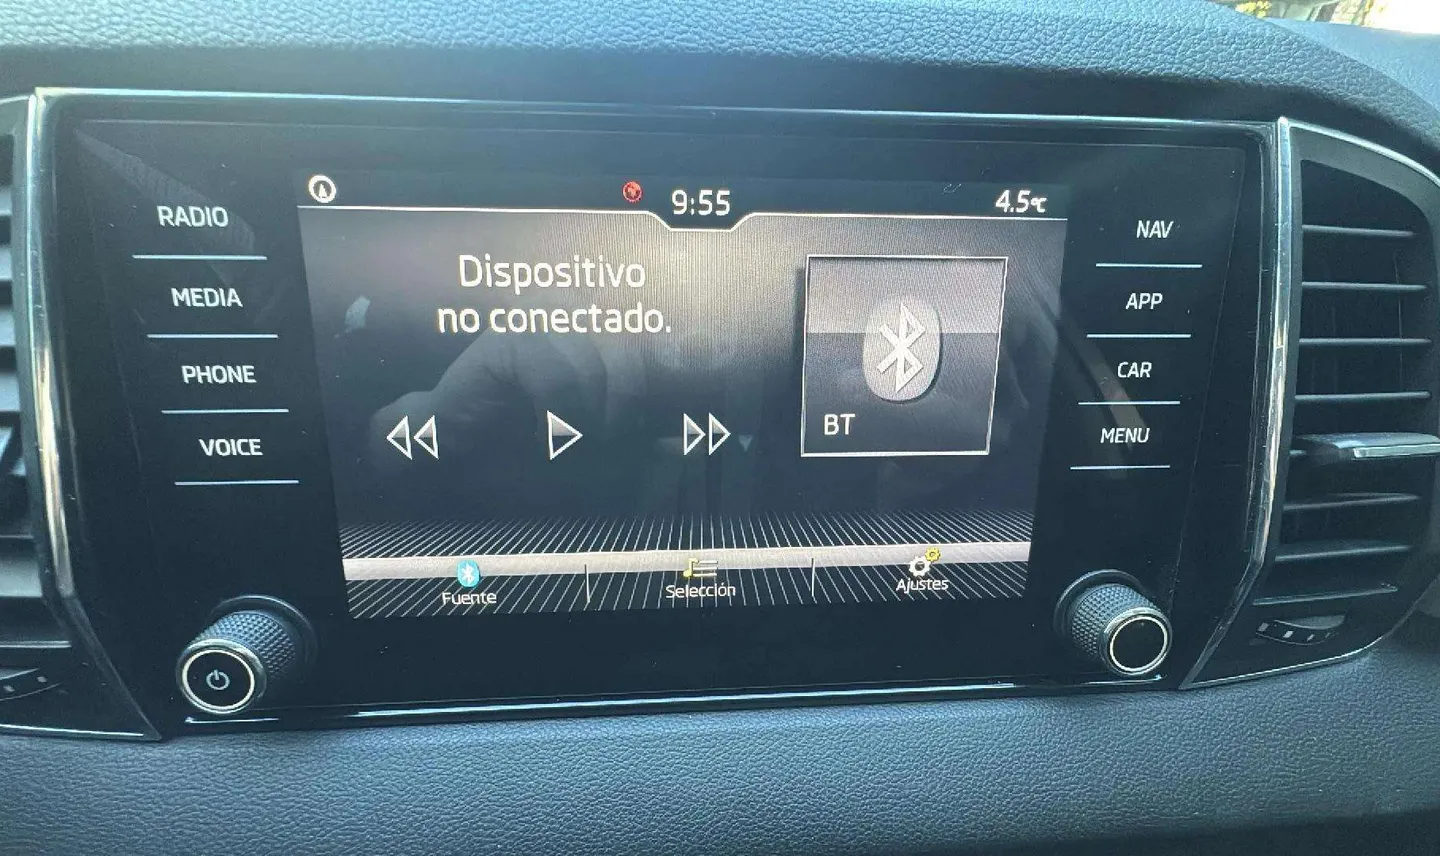 9:55
4.5°C
RADIO
MEDIA
PHONE
VOICE
Dispositivo
no conectado.
BT
NAV
APP
CAR
MENU
Fuente
Selección
Ajustes